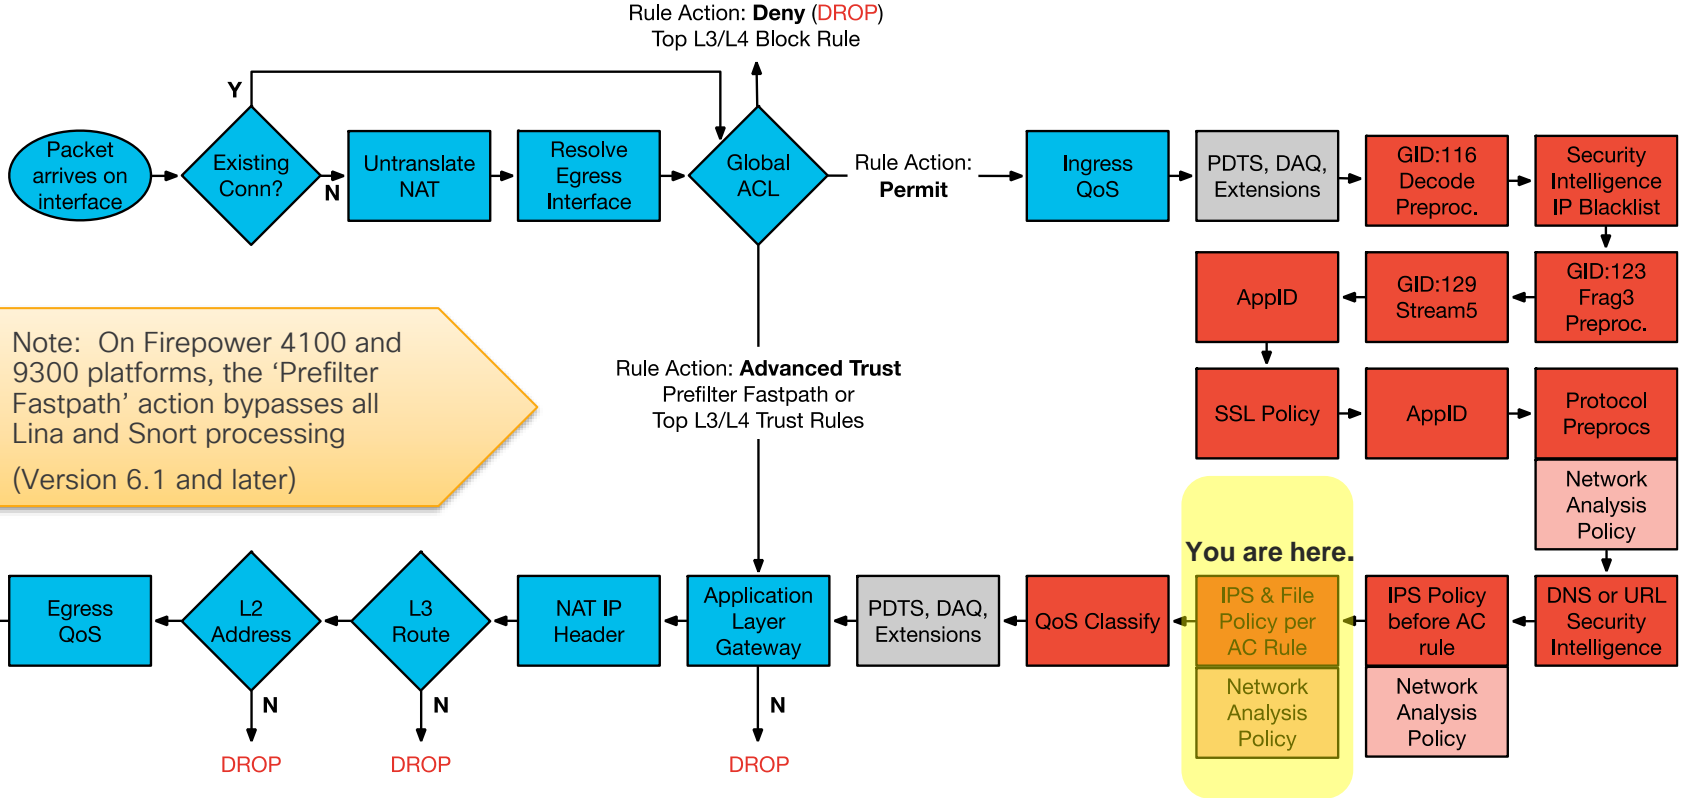 Rule Action: Deny (DROP)
Top L3/L4 Block Rule
Y
Packet
arrives on
interface
Existing
Conn?
N
Untranslate
NAT
Resolve
Egress
Interface
Global
ACL
Rule Action:
Permit
Ingress
QoS
PDTS, DAQ,
Extensions
GID:116
Decode
Preproc.
Security
Intelligence
IP Blacklist
AppID
GID:129
Stream5
GID:123
Frag3
Preproc.
Note: On Firepower 4100 and
9300 platforms, the ‘Prefilter
Fastpath’ action bypasses all
Lina and Snort processing
(Version 6.1 and later)
Rule Action: Advanced Trust
Prefilter Fastpath or
Top L3/L4 Trust Rules
SSL Policy
AppID
Protocol
Preprocs
Network
Analysis
Policy
You are here.
Egress
QoS
L2
Address
L3
Route
NAT IP
Header
Application
Layer
Gateway
PDTS, DAQ,
Extensions
QoS Classify
IPS & File
Policy per
AC Rule
IPS Policy
before AC
rule
DNS or URL
Security
Intelligence
Network
Analysis
Policy
Network
Analysis
Policy
N
N
N
DROP
DROP
DROP